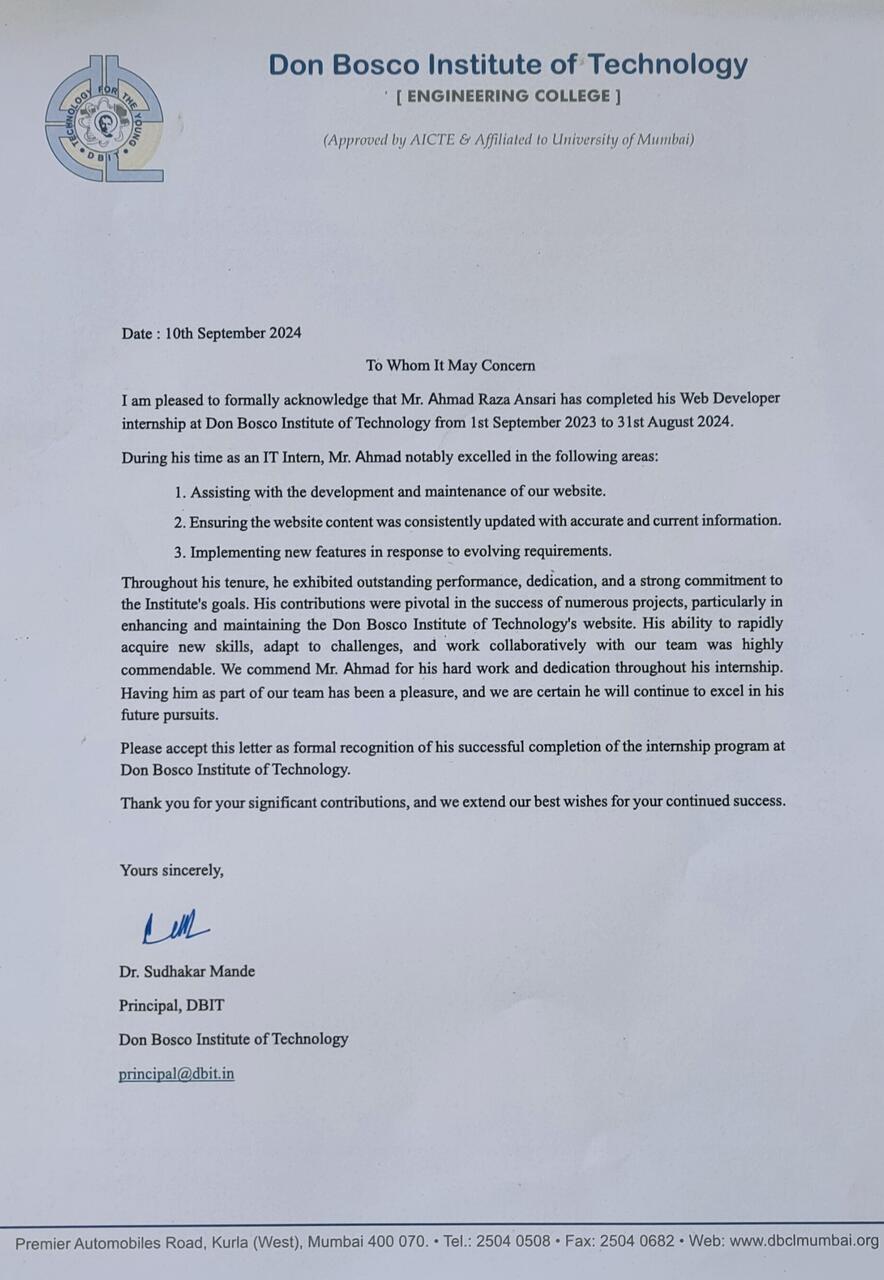 Don Bosco Institute of Technology
[ ENGINEERING COLLEGE ]
(Approved by AICTE & Affiliated to University of Mumbai)
TECHNOLOGY FOR THE YOUNG
• DBIT •
Date : 10th September 2024
To Whom It May Concern
I am pleased to formally acknowledge that Mr. Ahmad Raza Ansari has completed his Web Developer
internship at Don Bosco Institute of Technology from 1st September 2023 to 31st August 2024.
During his time as an IT Intern, Mr. Ahmad notably excelled in the following areas:
1. Assisting with the development and maintenance of our website.
2. Ensuring the website content was consistently updated with accurate and current information.
3. Implementing new features in response to evolving requirements.
Throughout his tenure, he exhibited outstanding performance, dedication, and a strong commitment to
the Institute's goals. His contributions were pivotal in the success of numerous projects, particularly in
enhancing and maintaining the Don Bosco Institute of Technology's website. His ability to rapidly
acquire new skills, adapt to challenges, and work collaboratively with our team was highly
commendable. We commend Mr. Ahmad for his hard work and dedication throughout his internship.
Having him as part of our team has been a pleasure, and we are certain he will continue to excel in his
future pursuits.
Please accept this letter as formal recognition of his successful completion of the internship program at
Don Bosco Institute of Technology.
Thank you for your significant contributions, and we extend our best wishes for your continued success.
Yours sincerely,
Dr. Sudhakar Mande
Principal, DBIT
Don Bosco Institute of Technology
principal@dbit.in
Premier Automobiles Road, Kurla (West), Mumbai 400 070. • Tel.: 2504 0508 • Fax: 2504 0682 • Web: www.dbclmumbai.org